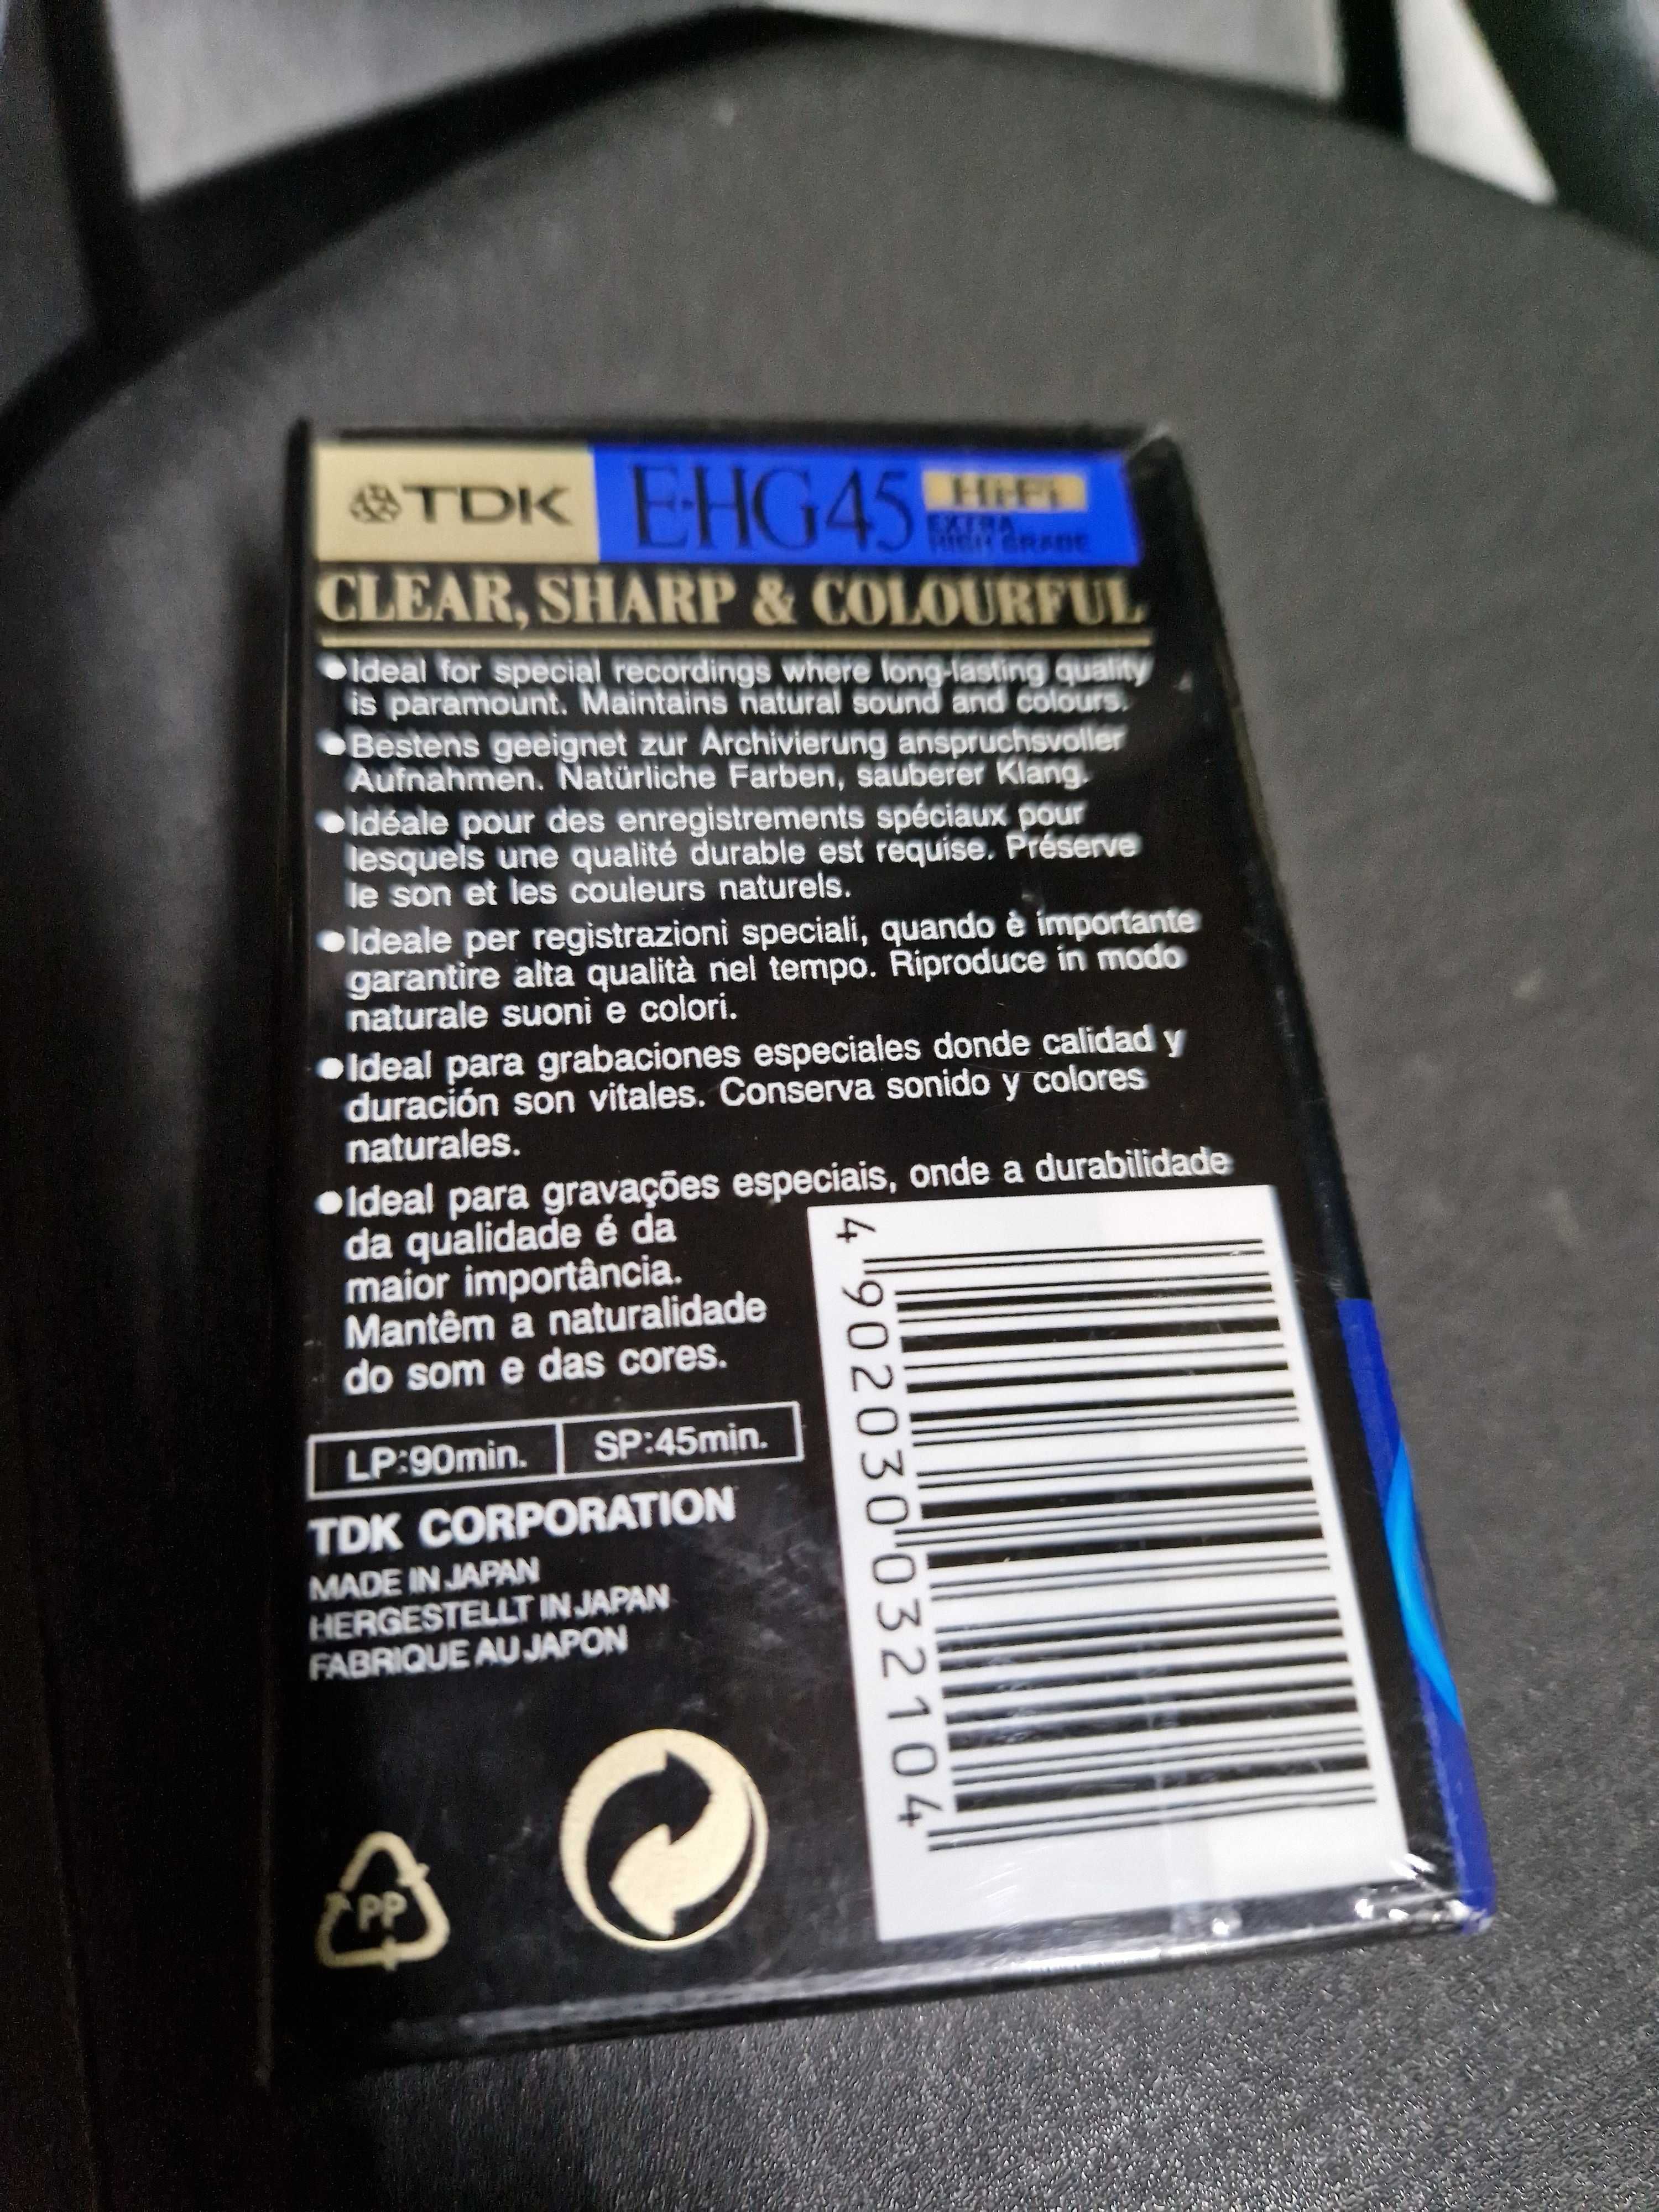 TDK E-HG45 Hi-Fi
EXTRA
HIGH GRADE
CLEAR, SHARP & COLOURFUL
●Ideal for special recordings where long-lasting quality
is paramount. Maintains natural sound and colours.
●Bestens geeignet zur Archivierung anspruchsvoller
Aufnahmen. Natürliche Farben, sauberer Klang.
●Idéale pour des enregistrements spéciaux pour
lesquels une qualité durable est requise. Préserve
le son et les couleurs naturels.
●Ideale per registrazioni speciali, quando è importante
garantire alta qualità nel tempo. Riproduce in modo
naturale suoni e colori.
●Ideal para grabaciones especiales donde calidad y
duración son vitales. Conserva sonido y colores
naturales.
●Ideal para gravações especiais, onde a durabilidade
da qualidade é da
maior importância.
Mantêm a naturalidade
do som e das cores.
LP:90min. SP:45min.
TDK CORPORATION
MADE IN JAPAN
HERGESTELLT IN JAPAN
FABRIQUE AU JAPON
PP
4 902030 032104